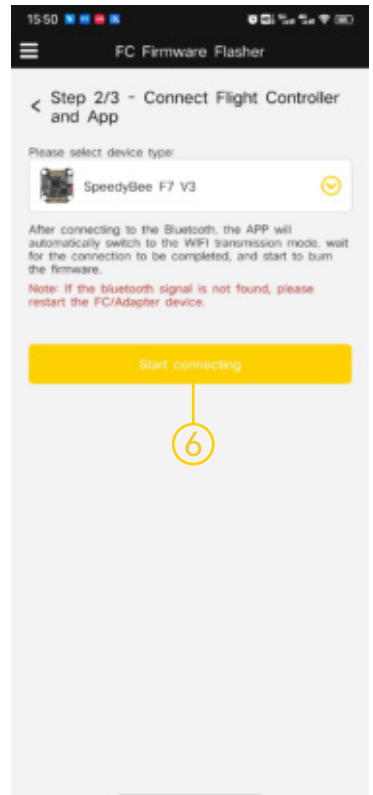 15:50
FC Firmware Flasher
< Step 2/3 - Connect Flight Controller
and App
Please select device type:
SpeedyBee F7 V3
After connecting to the Bluetooth, the APP will
automatically switch to the WIFI transmission mode, wait
for the connection to be completed, and start to burn
the firmware.
Note: If the bluetooth signal is not found, please
restart the FC/Adapter device.
Start connecting
6